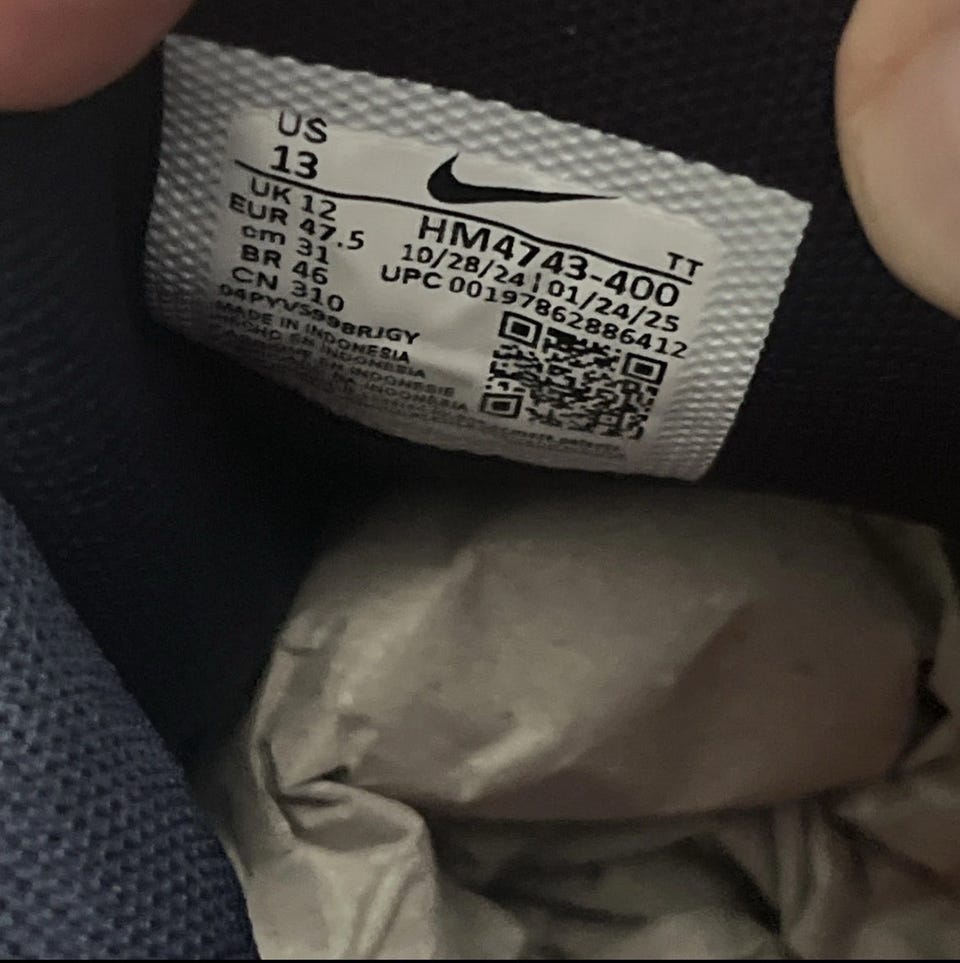 US
13
UK 12
EUR 47.5
cm 31
BR 46
CN 310
TT
HM4743-400
10/28/24|01/24/25
UPC 00197862886412
MADE IN INDONESIA